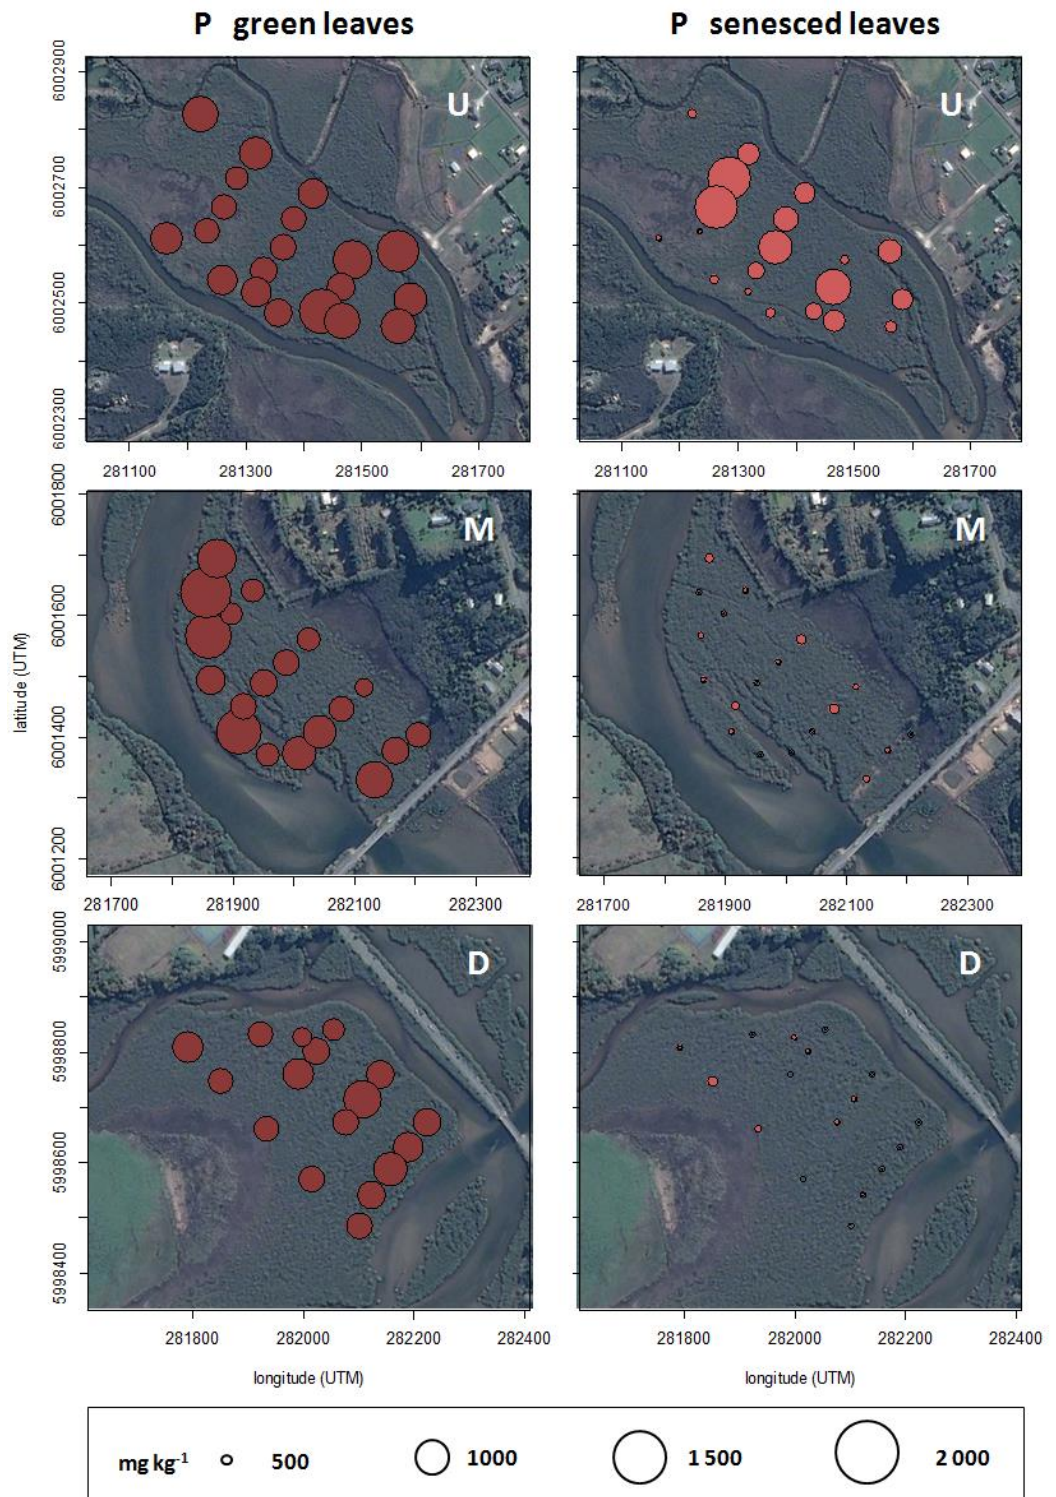 P green leaves
P senesced leaves
6002900
6002700
6002500
6002300
U
U
281100 281300 281500 281700
281100 281300 281500 281700
latitude (UTM)
6001800
6001600
6001400
6001200
M
M
281700 281900 282100 282300
281700 281900 282100 282300
5999000
5998800
5998600
5998400
D
D
281800 282000 282200 282400
281800 282000 282200 282400
longitude (UTM)
longitude (UTM)
mg kg⁻¹ 500 1000 1 500 2 000